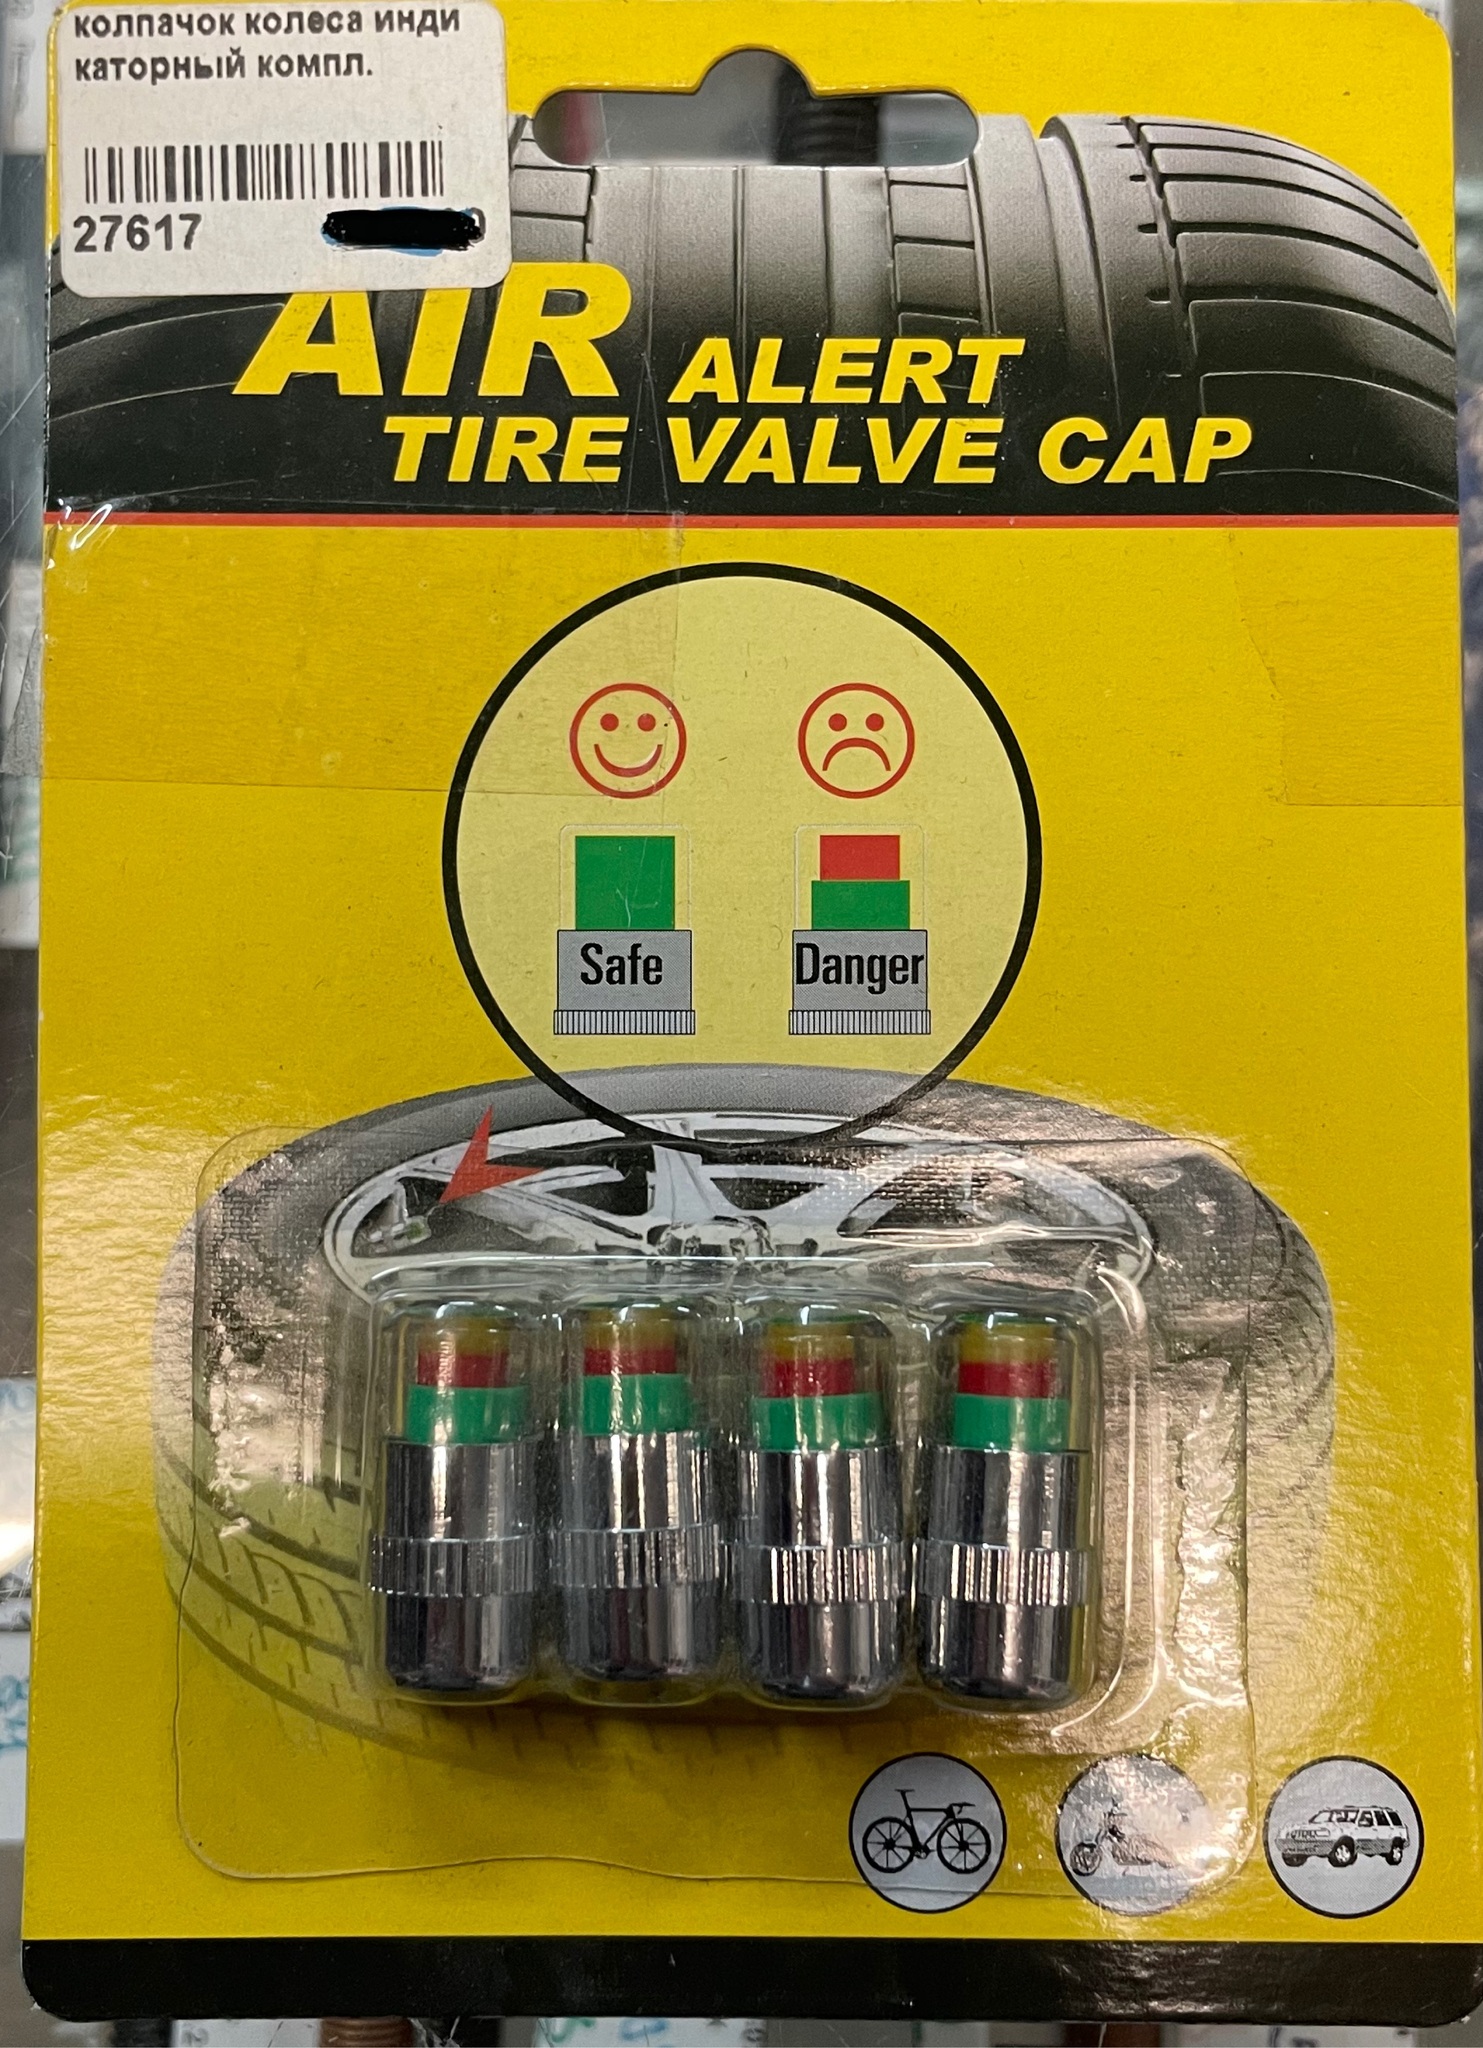 колпачок колеса инди
каторный компл.
27617
AIR ALERT
TIRE VALVE CAP
Safe
Danger